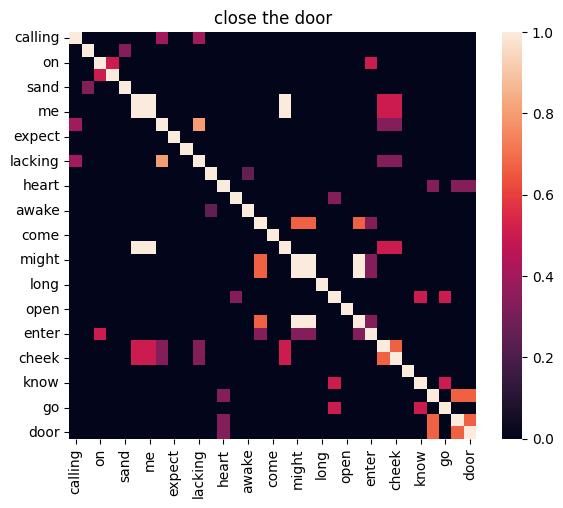 close the door
calling
on
sand
me
expect
lacking
heart
awake
come
might
long
open
enter
cheek
know
go
door
1.0
0.8
0.6
0.4
0.2
0.0
calling on sand me expect lacking heart awake come might long open enter cheek know go door